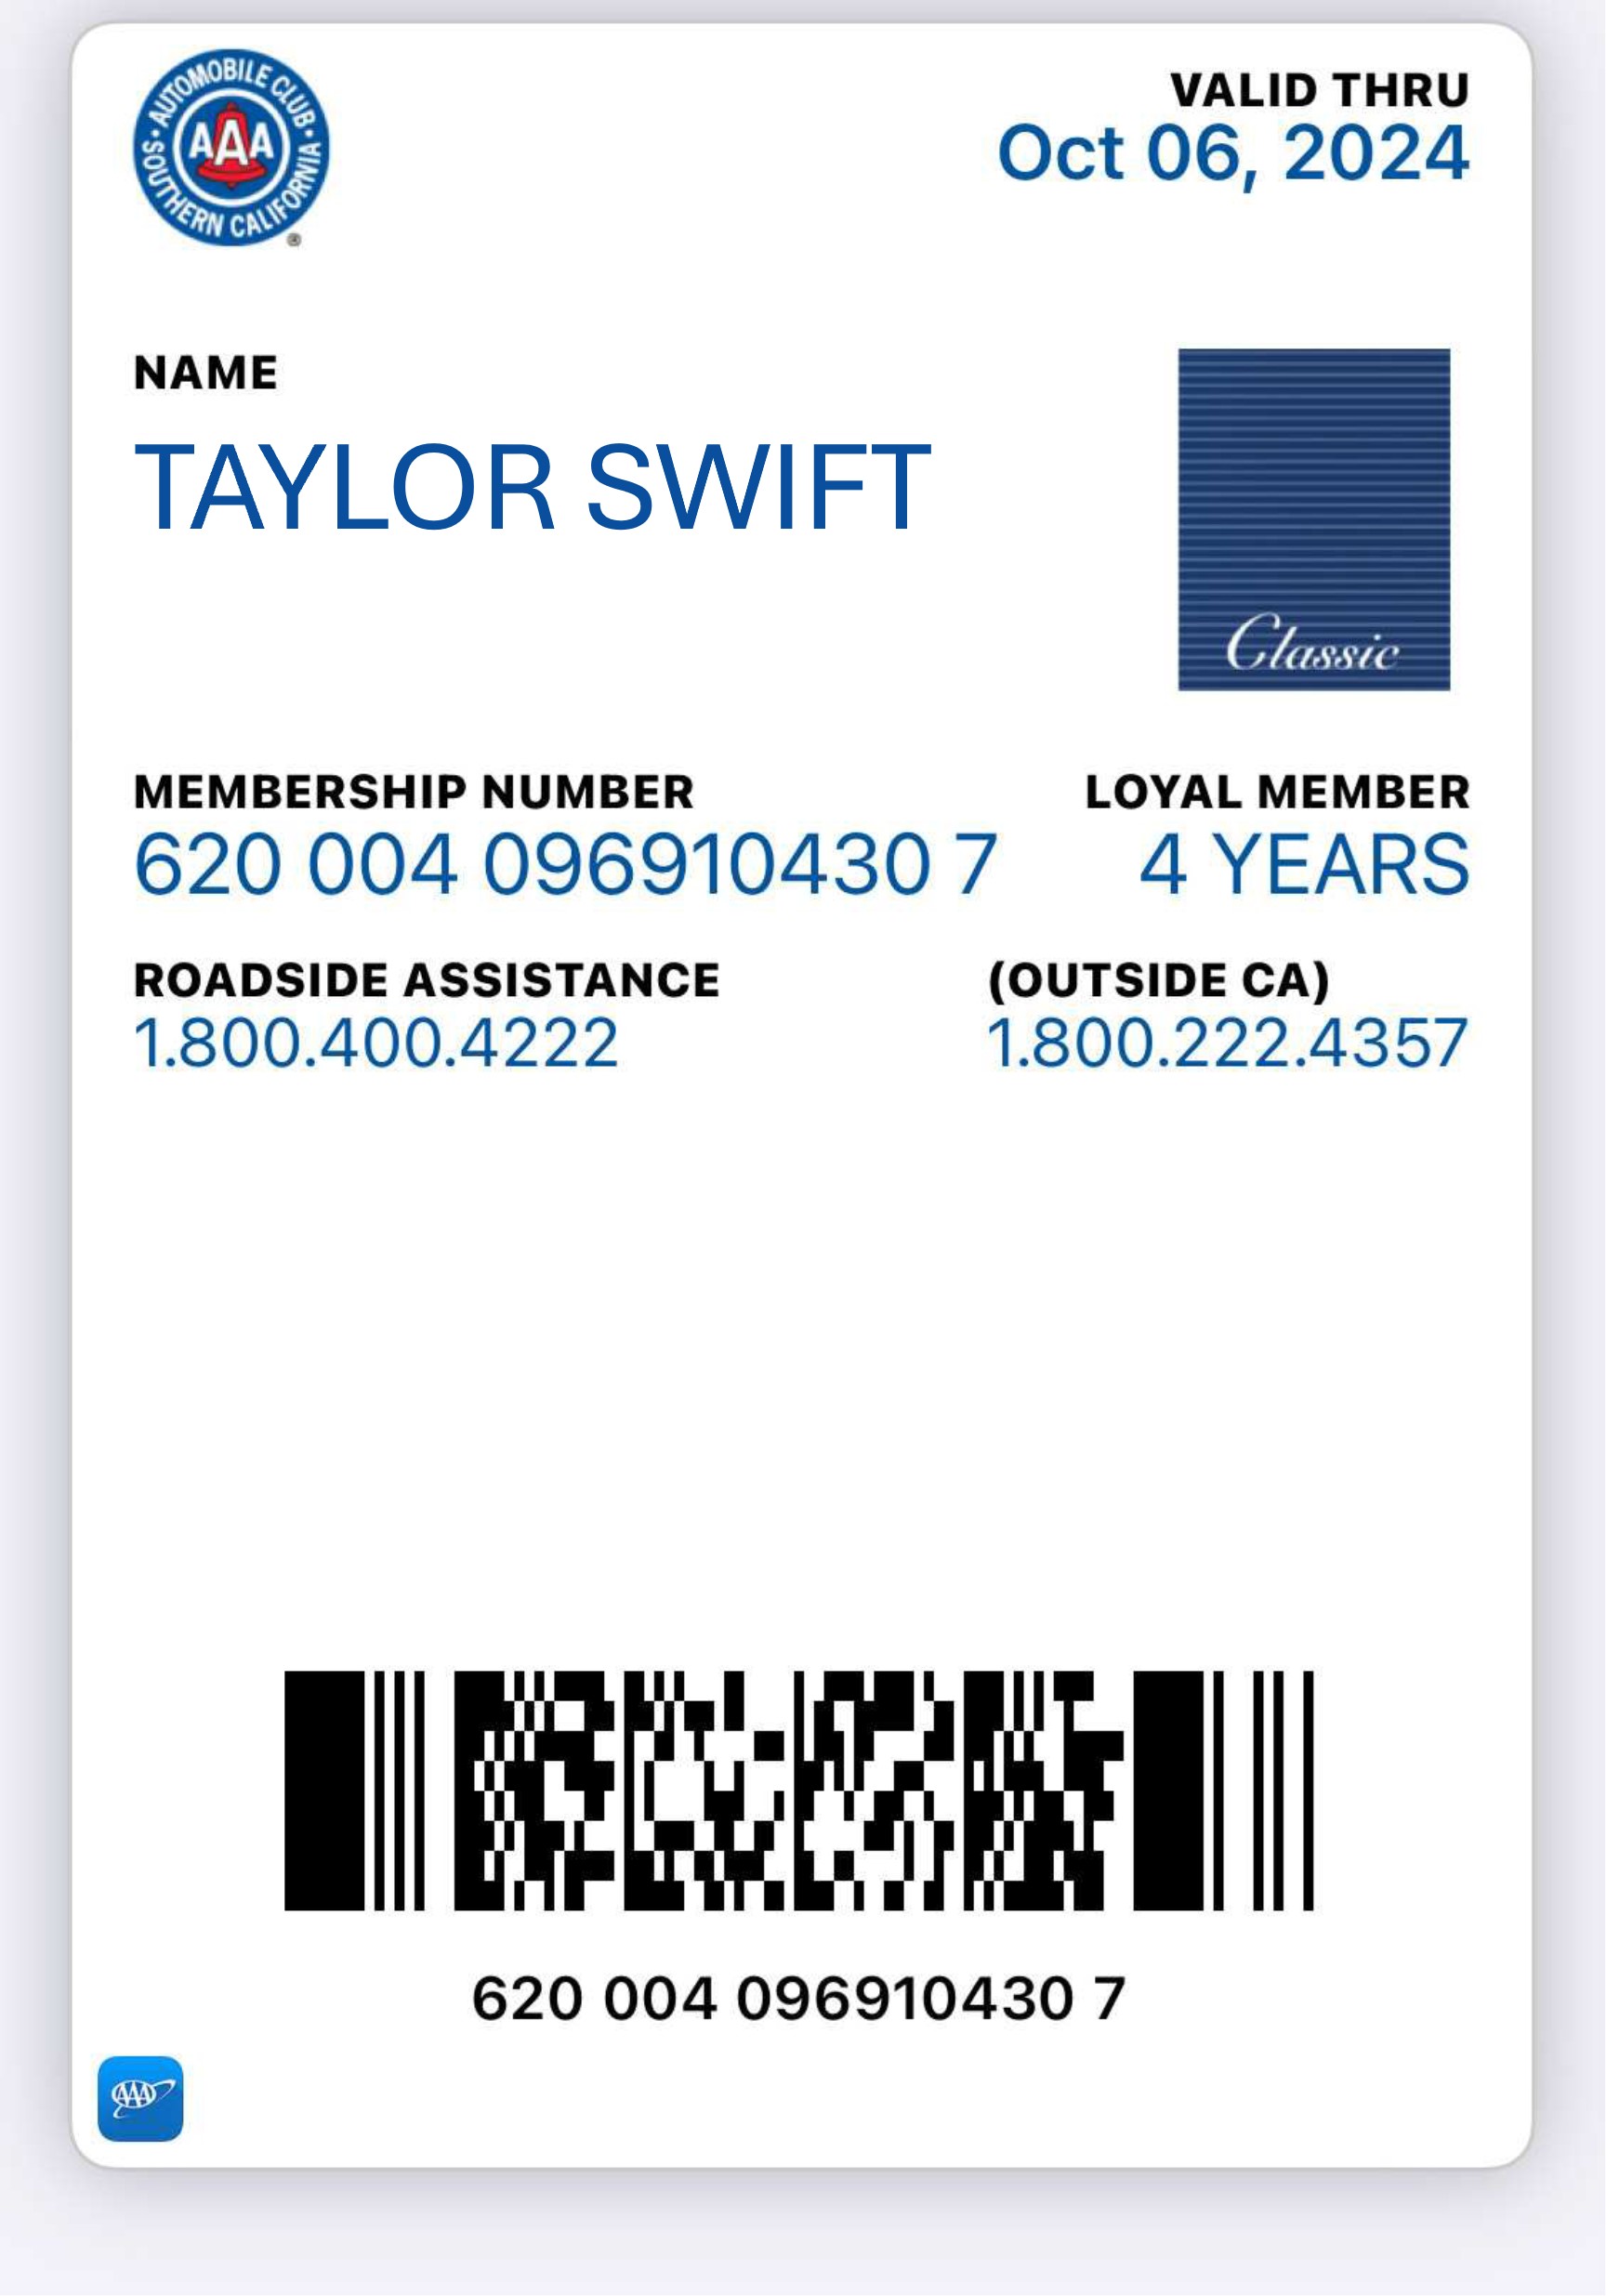 AUTOMOBILE CLUB
AAA
SOUTHERN CALIFORNIA
®
VALID THRU
Oct 06, 2024
NAME
TAYLOR SWIFT
Classic
MEMBERSHIP NUMBER LOYAL MEMBER
620 004 096910430 7 4 YEARS
ROADSIDE ASSISTANCE (OUTSIDE CA)
1.800.400.4222 1.800.222.4357
620 004 096910430 7
AAA